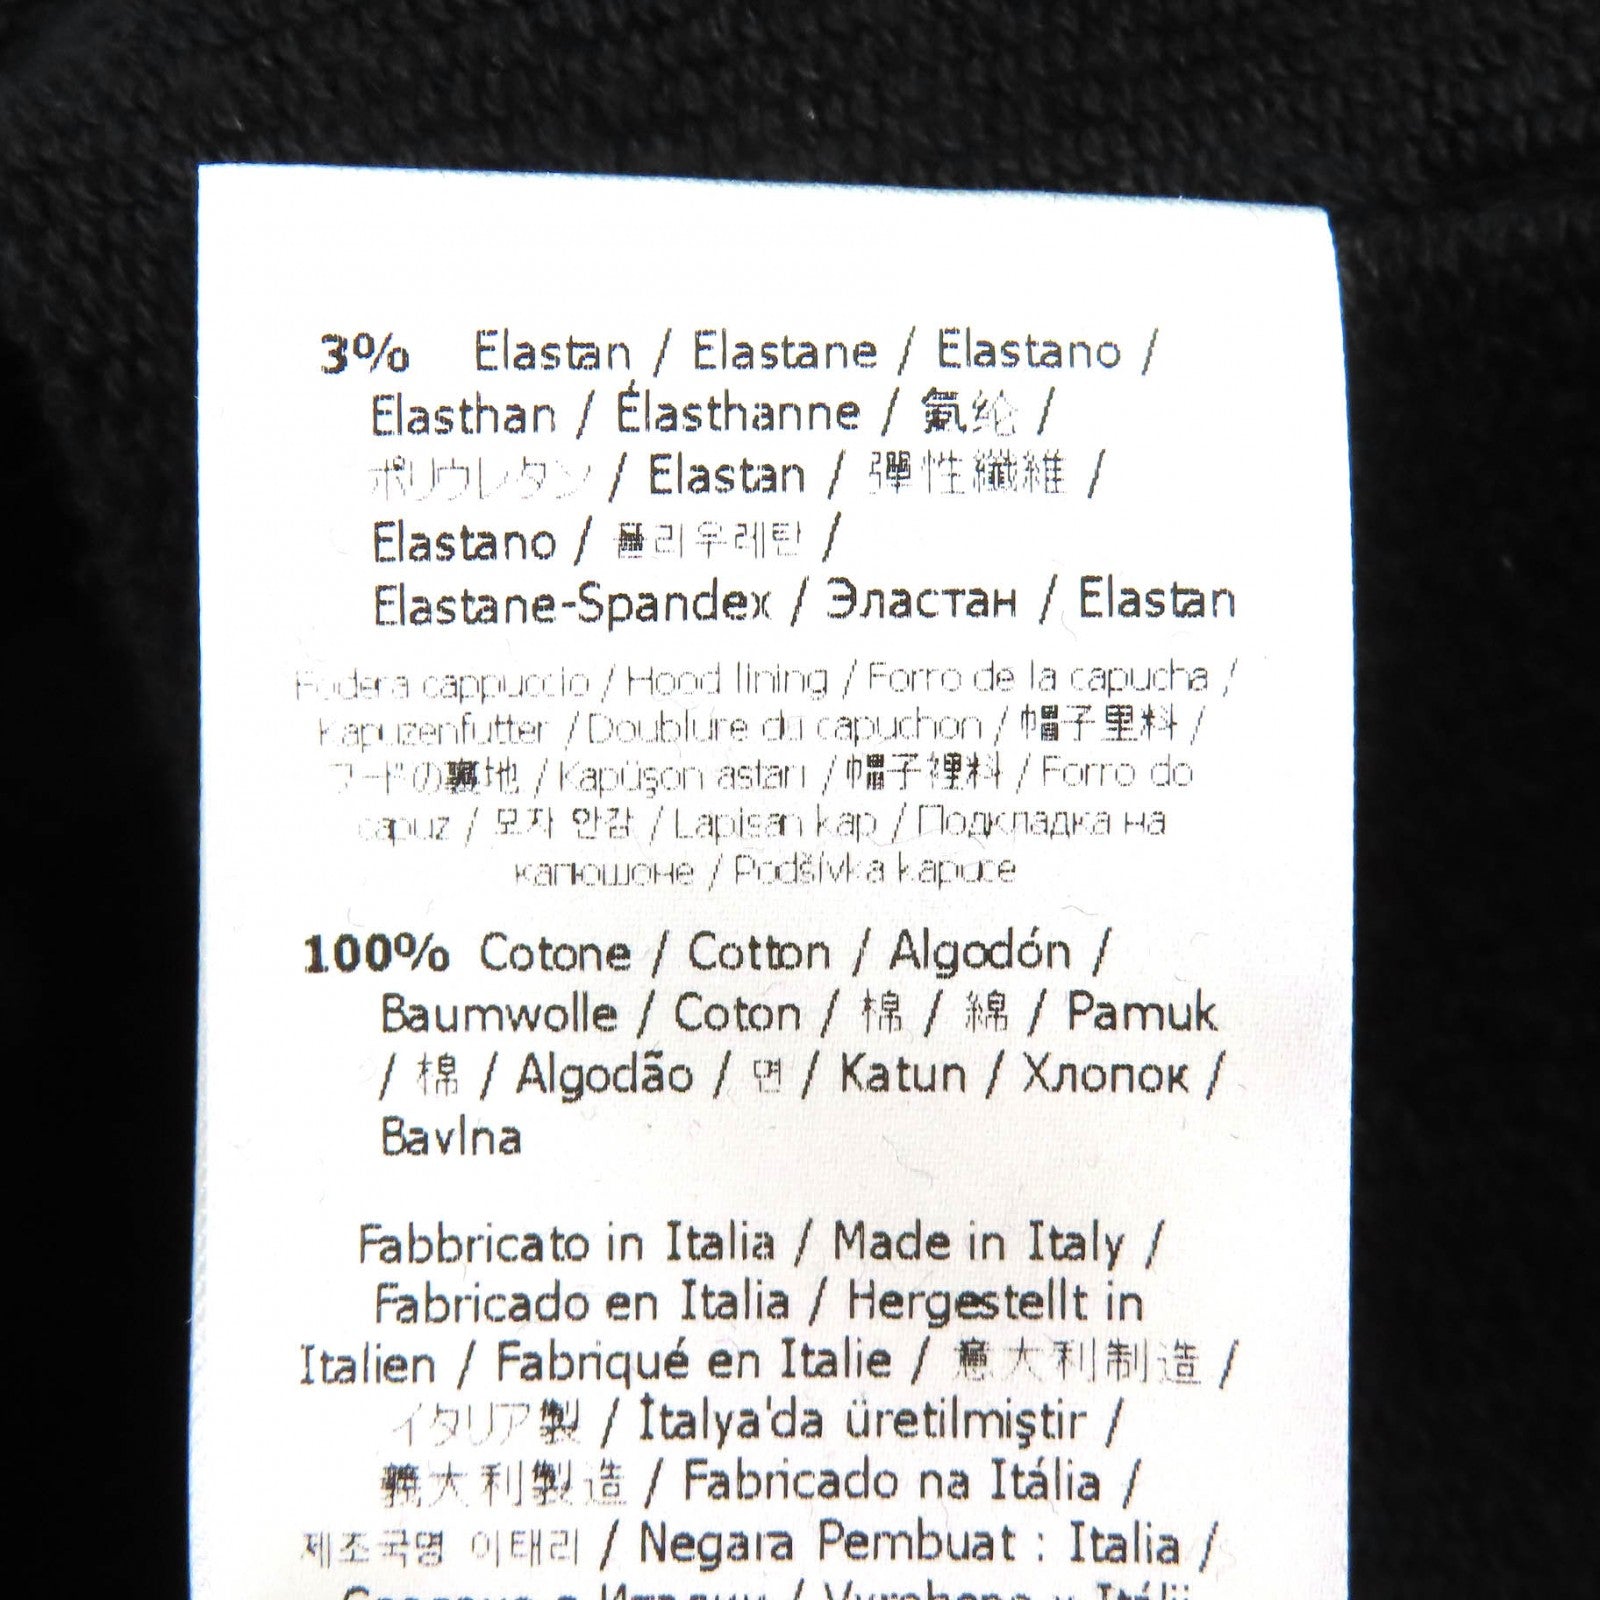 3% Elastan / Elastane / Elastano /
Elasthan / Élasthanne / 氨纶 /
ポリウレタン / Elastan / 彈性纖維 /
Elastano / 폴리우레탄 /
Elastane-Spandex / Эластан / Elastan
Fodera cappuccio / Hood lining / Forro de la capucha /
Kapuzenfutter / Doublure du capuchon / 帽子里料 /
フードの裏地 / Kapüşon astarı / 帽子裡料 / Forro do
capuz / 모자 안감 / Lapisan kap / Подкладка на
капюшоне / Podšívka kapuce
100% Cotone / Cotton / Algodón /
Baumwolle / Coton / 棉 / 綿 / Pamuk
/ 棉 / Algodão / 면 / Katun / Хлопок /
Bavlna
Fabbricato in Italia / Made in Italy /
Fabricado en Italia / Hergestellt in
Italien / Fabriqué en Italie / 意大利制造 /
イタリア製 / İtalya'da üretilmiştir /
義大利製造 / Fabricado na Itália /
제조국명 이태리 / Negara Pembuat : Italia /
Сделано в Италии / Vyrobeno v Itálii